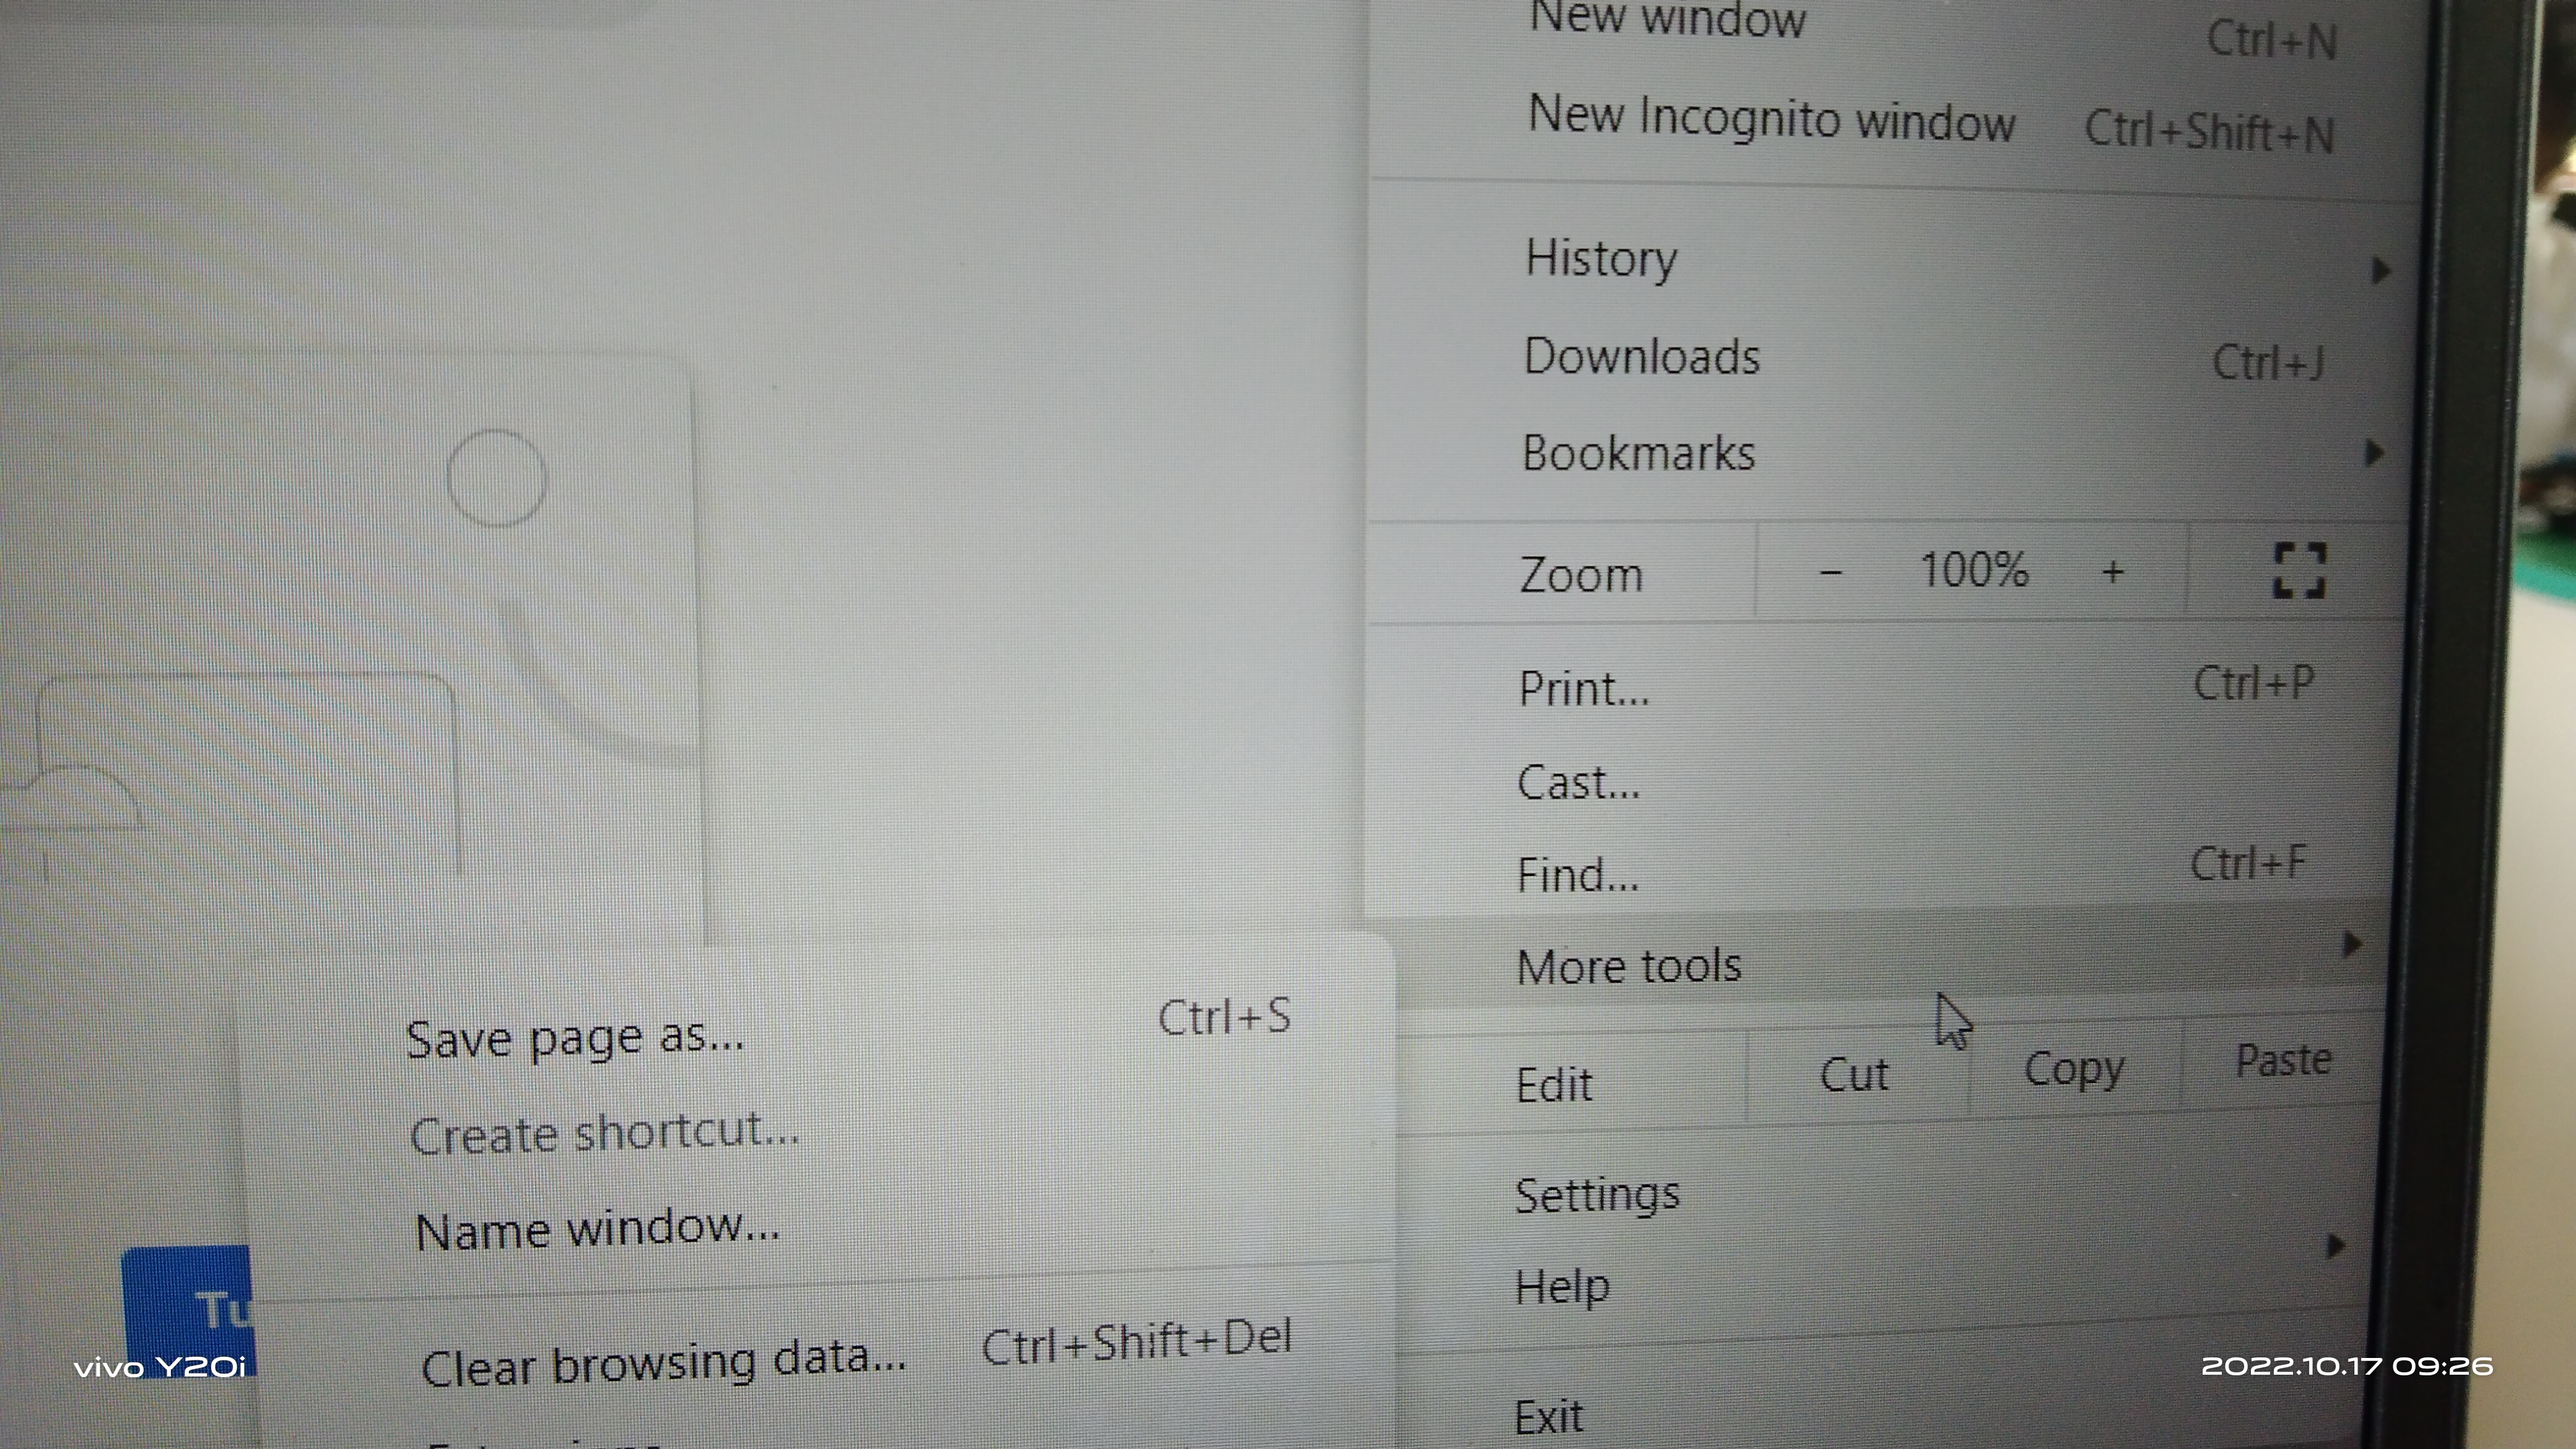 New window Ctrl+N
New Incognito window Ctrl+Shift+N
History
Downloads Ctrl+J
Bookmarks
Zoom − 100% +
Print... Ctrl+P
Cast...
Find... Ctrl+F
More tools
Edit Cut Copy Paste
Settings
Help
Exit
Save page as... Ctrl+S
Create shortcut...
Name window...
Clear browsing data... Ctrl+Shift+Del
Tu
vivo Y20i
2022.10.17 09:26